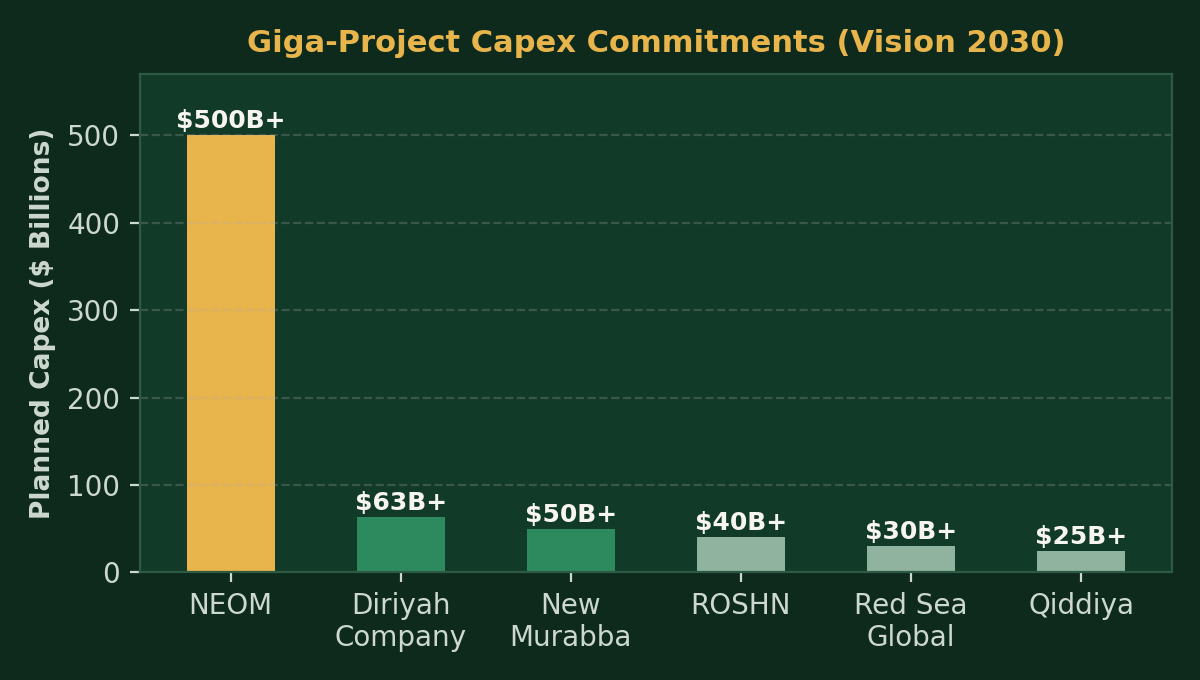 Giga-Project Capex Commitments (Vision 2030)
Planned Capex ($ Billions)
500
400
300
200
100
0
$500B+
$63B+
$50B+
$40B+
$30B+
$25B+
NEOM
Diriyah
Company
New
Murabba
ROSHN
Red Sea
Global
Qiddiya